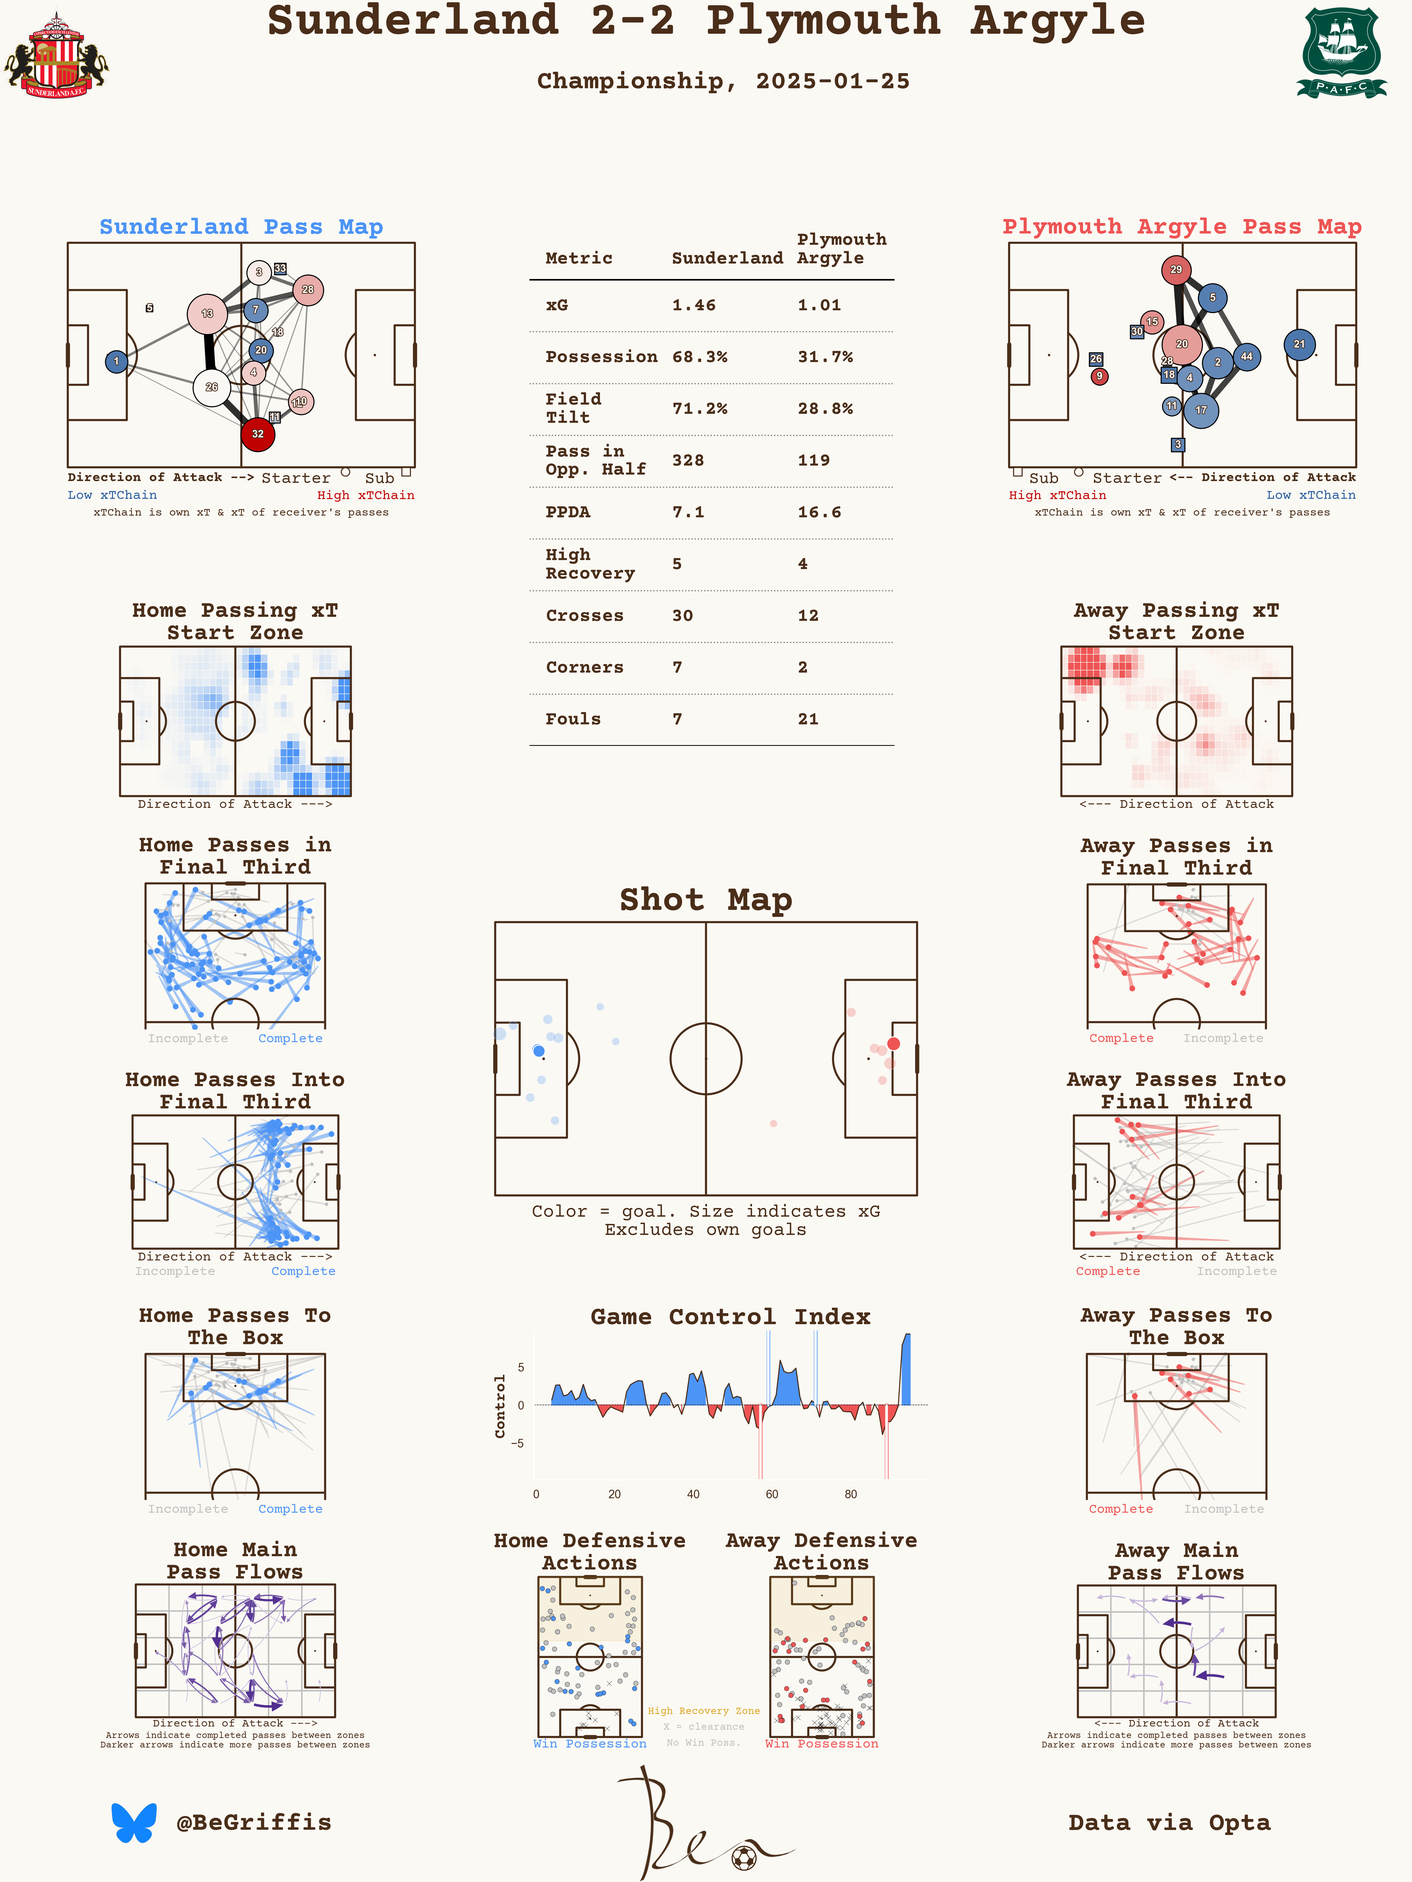 Sunderland 2-2 Plymouth Argyle
Championship, 2025-01-25
SUNDERLAND A.F.C.
P·A·F·C
Sunderland Pass Map
3
33
28
5
13
7
18
20
1
4
26
10
11
32
Direction of Attack --> Starter Sub
Low xTChain High xTChain
xTChain is own xT & xT of receiver's passes
Metric Sunderland Plymouth Argyle
xG 1.46 1.01
Possession 68.3% 31.7%
Field Tilt 71.2% 28.8%
Pass in Opp. Half 328 119
PPDA 7.1 16.6
High Recovery 5 4
Crosses 30 12
Corners 7 2
Fouls 7 21
Plymouth Argyle Pass Map
29
5
15
30
20
21
26
28
2
44
9
18
4
11
17
3
Sub Starter <-- Direction of Attack
High xTChain Low xTChain
xTChain is own xT & xT of receiver's passes
Home Passing xT
Start Zone
Direction of Attack --->
Away Passing xT
Start Zone
<--- Direction of Attack
Home Passes in
Final Third
Incomplete Complete
Away Passes in
Final Third
Complete Incomplete
Shot Map
Color = goal. Size indicates xG
Excludes own goals
Home Passes Into
Final Third
Direction of Attack --->
Incomplete Complete
Away Passes Into
Final Third
<--- Direction of Attack
Complete Incomplete
Home Passes To
The Box
Incomplete Complete
Game Control Index
Control
5
0
-5
0 20 40 60 80
Away Passes To
The Box
Complete Incomplete
Home Main
Pass Flows
Direction of Attack --->
Arrows indicate completed passes between zones
Darker arrows indicate more passes between zones
Home Defensive
Actions
Win Possession
High Recovery Zone
X = clearance
No Win Poss.
Away Defensive
Actions
Win Possession
Away Main
Pass Flows
<--- Direction of Attack
Arrows indicate completed passes between zones
Darker arrows indicate more passes between zones
@BeGriffis
Ben
Data via Opta